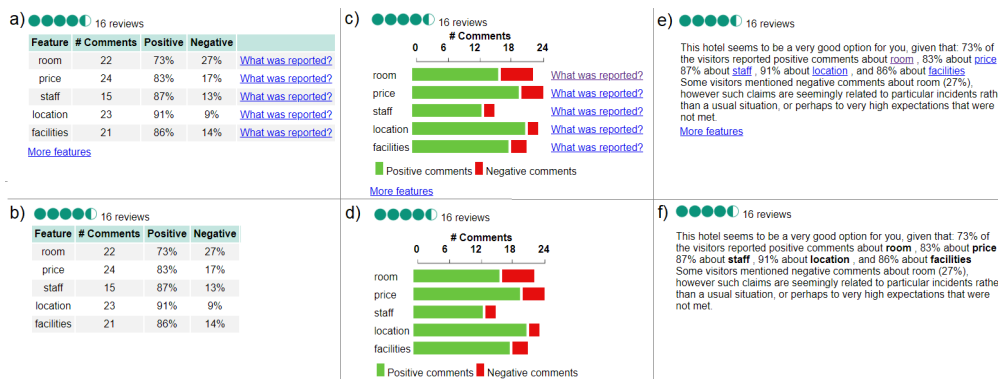 a) 16 reviews
Feature # Comments Positive Negative
room 22 73% 27% What was reported?
price 24 83% 17% What was reported?
staff 15 87% 13% What was reported?
location 23 91% 9% What was reported?
facilities 21 86% 14% What was reported?
More features
b) 16 reviews
Feature # Comments Positive Negative
room 22 73% 27%
price 24 83% 17%
staff 15 87% 13%
location 23 91% 9%
facilities 21 86% 14%
c) 16 reviews
# Comments
0 6 12 18 24
room What was reported?
price What was reported?
staff What was reported?
location What was reported?
facilities What was reported?
Positive comments Negative comments
More features
d) 16 reviews
# Comments
0 6 12 18 24
room
price
staff
location
facilities
Positive comments Negative comments
e) 16 reviews
This hotel seems to be a very good option for you, given that: 73% of
the visitors reported positive comments about room , 83% about price
87% about staff , 91% about location , and 86% about facilities
Some visitors mentioned negative comments about room (27%),
however such claims are seemingly related to particular incidents rath
than a usual situation, or perhaps to very high expectations that were
not met.
More features
f) 16 reviews
This hotel seems to be a very good option for you, given that: 73% of
the visitors reported positive comments about room , 83% about price
87% about staff , 91% about location , and 86% about facilities
Some visitors mentioned negative comments about room (27%),
however such claims are seemingly related to particular incidents rathe
than a usual situation, or perhaps to very high expectations that were
not met.